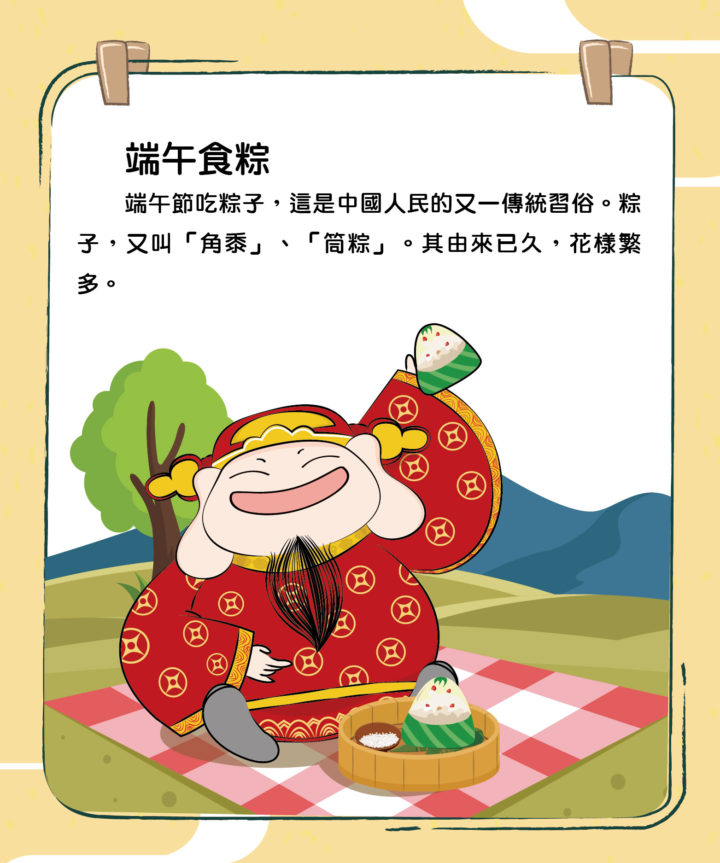 端午食粽
端午節吃粽子，這是中國人民的又一傳統習俗。粽
子，又叫「角黍」、「筒粽」。其由來已久，花樣繁
多。